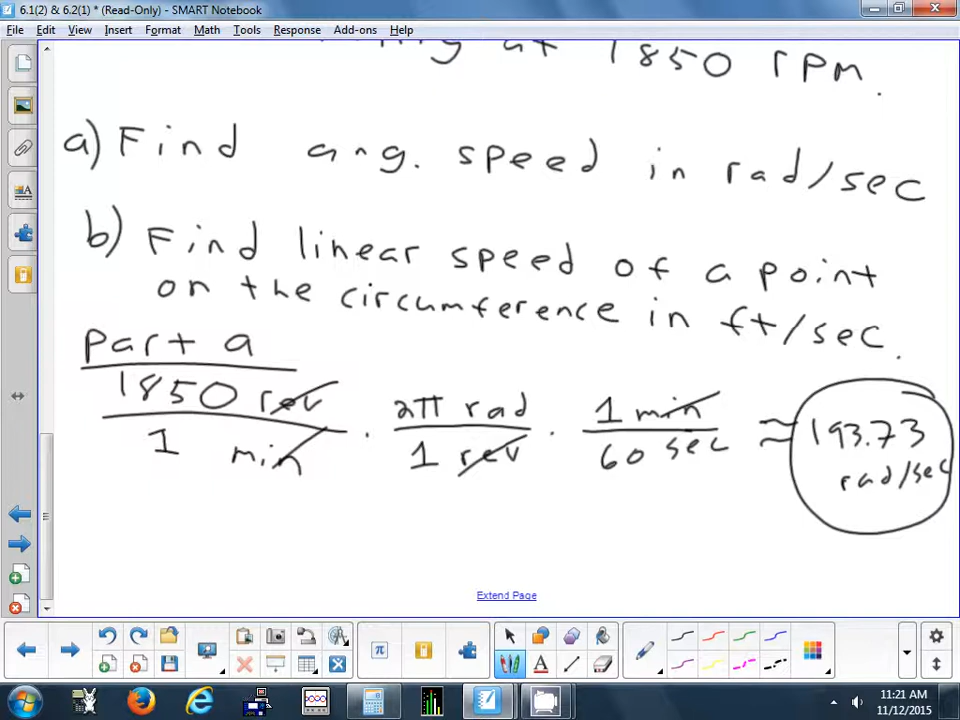 6.1(2) & 6.2(1) * (Read-Only) - SMART Notebook
File Edit View Insert Format Math Tools Response Add-ons Help
at 1850 rpm.
a) Find ang. speed in rad/sec
b) Find linear speed of a point
on the circumference in ft/sec.
Part a
1850 rev / 1 min · 2π rad / 1 rev · 1 min / 60 sec ≈ 193.73
rad/sec
Extend Page
11:21 AM
11/12/2015